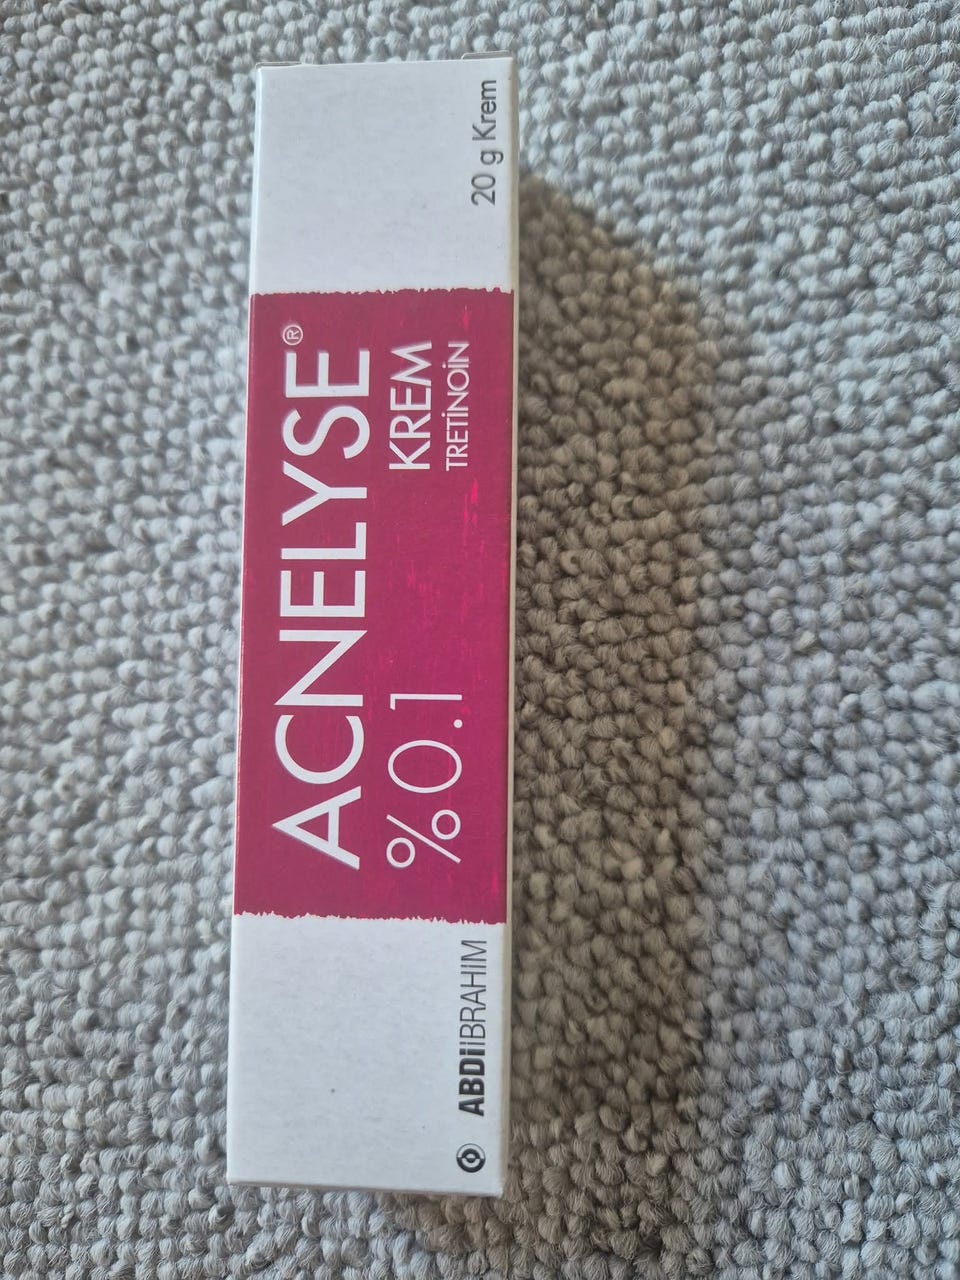 ACNELYSE®
% 0.1 KREM
TRETİNOİN
ABDİİBRAHİM
20 g Krem